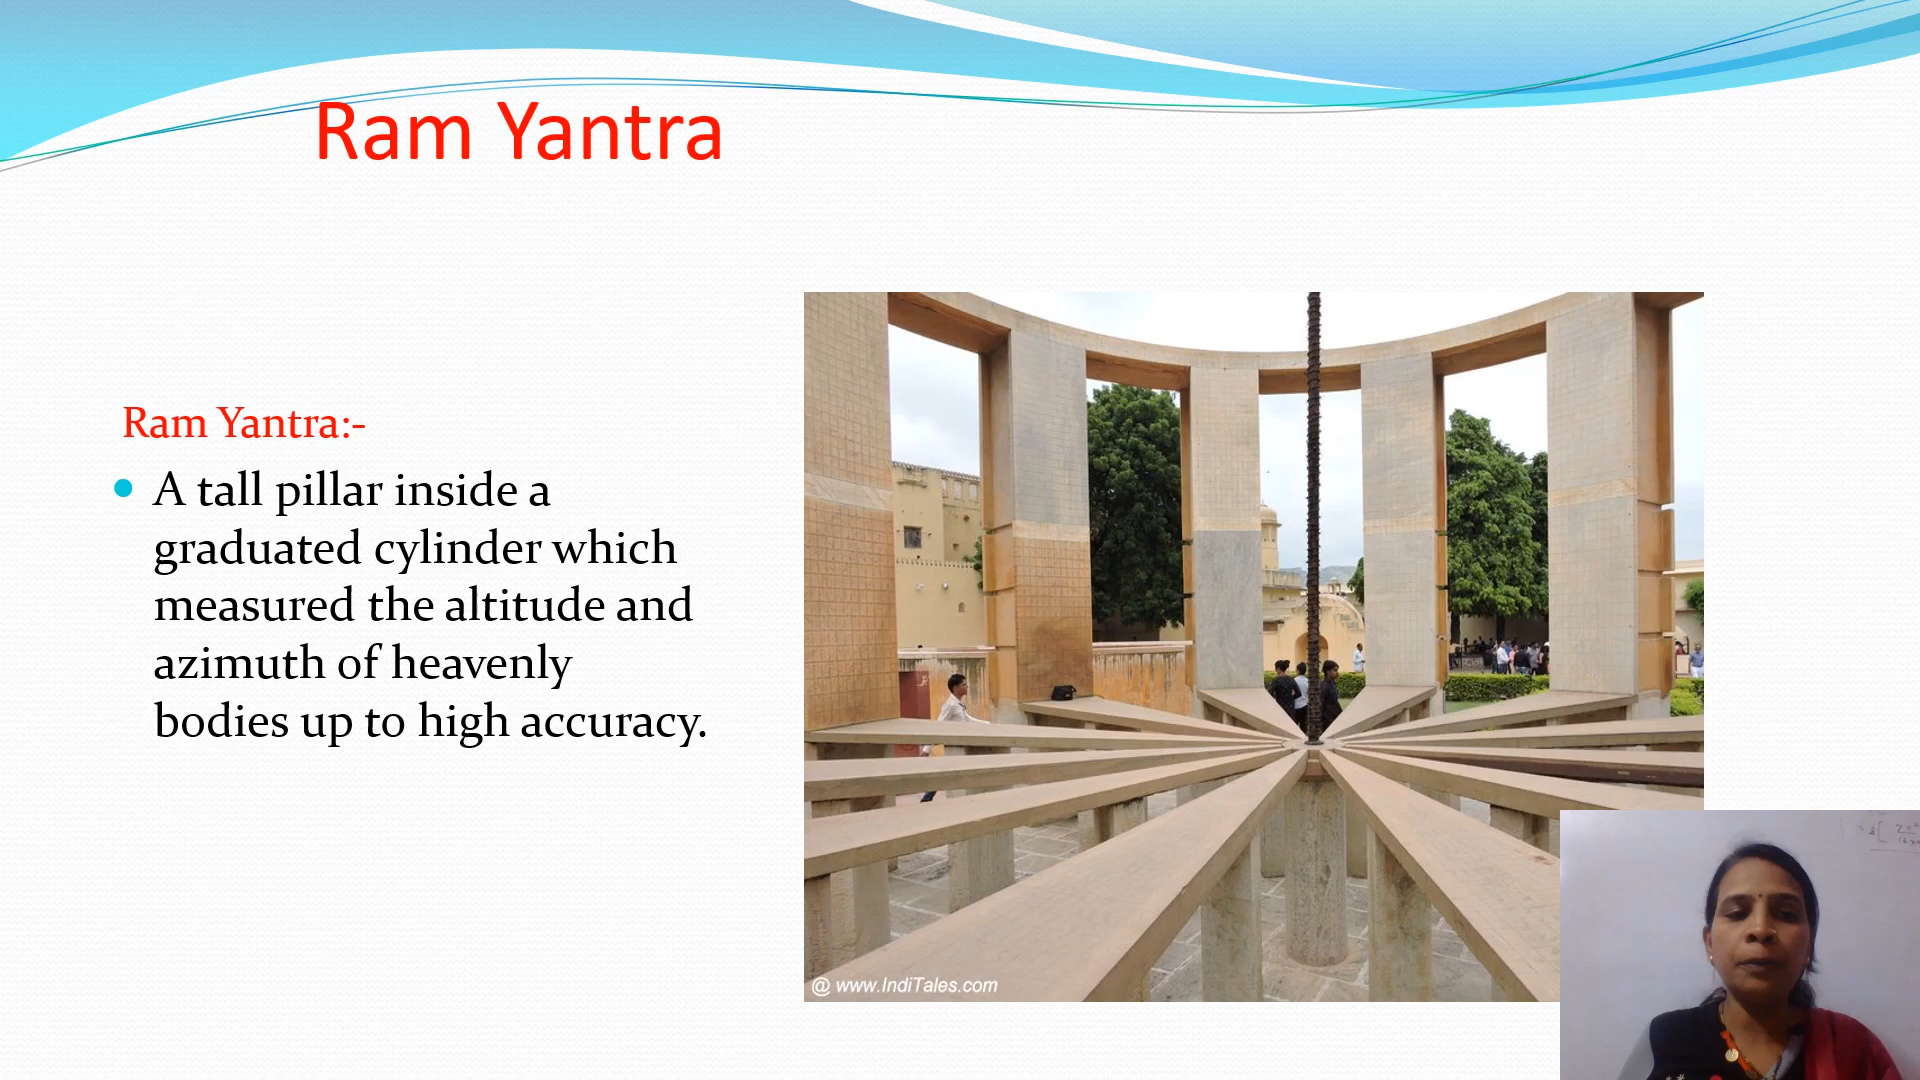 Ram Yantra
Ram Yantra:-
A tall pillar inside a
graduated cylinder which
measured the altitude and
azimuth of heavenly
bodies up to high accuracy.
@ www.IndiTales.com